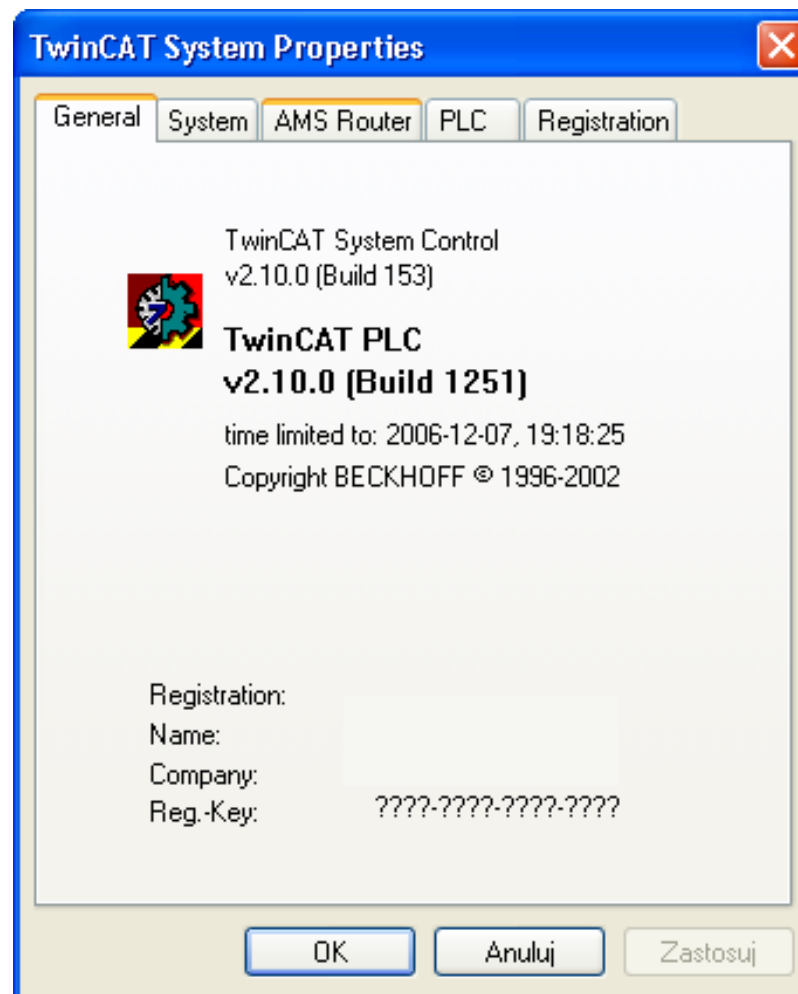 TwinCAT System Properties
General System AMS Router PLC Registration
TwinCAT System Control
v2.10.0 (Build 153)
TwinCAT PLC
v2.10.0 (Build 1251)
time limited to: 2006-12-07, 19:18:25
Copyright BECKHOFF © 1996-2002
Registration:
Name:
Company:
Reg.-Key: ????-????-????-????
OK Anuluj Zastosuj